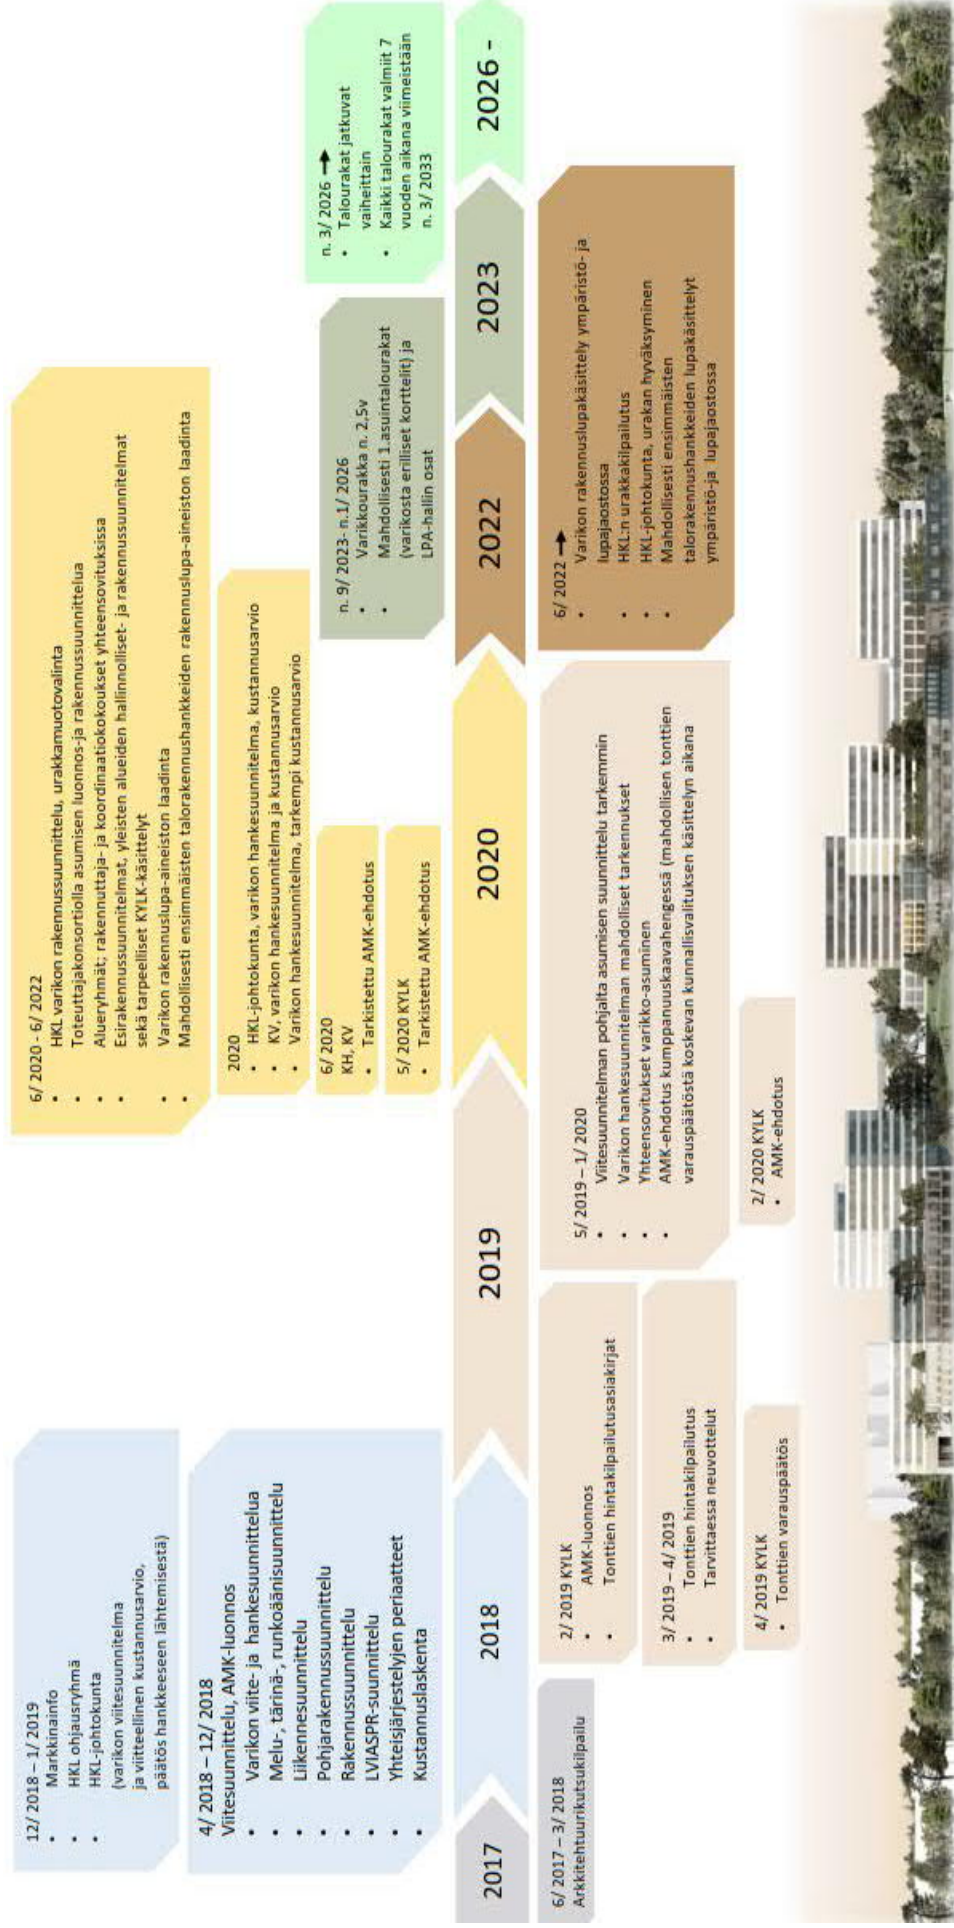 12/ 2018 – 1/ 2019
• Markkinainfo
• HKL ohjausryhmä
• HKL-johtokunta
(varikon viitesuunnitelma
ja viitteellinen kustannusarvio,
päätös hankkeeseen lähtemisestä)
4/ 2018 – 12/ 2018
Viitesuunnittelu, AMK-luonnos
• Varikon viite- ja hankesuunnittelua
• Melu-, tärinä-, runkoäänisuunnittelu
• Liikennesuunnittelu
• Pohjarakennussuunnittelu
• Rakennussuunnittelu
• LVIASPR-suunnittelu
• Yhteisjärjestelyjen periaatteet
• Kustannuslaskenta
6/ 2020 - 6/ 2022
• HKL varikon rakennussuunnittelu, urakkamuotovalinta
• Toteuttajakonsortiolla asumisen luonnos-ja rakennussuunnittelua
• Alueryhmät; rakennuttaja- ja koordinaatiokokoukset yhteensovituksissa
• Esirakennussuunnitelmat, yleisten alueiden hallinnolliset- ja rakennussuunnitelmat
sekä tarpeelliset KYLK-käsittelyt
• Varikon rakennuslupa-aineiston laadinta
• Mahdollisesti ensimmäisten talorakennushankkeiden rakennuslupa-aineiston laadinta
2020
• HKL-johtokunta, varikon hankesuunnitelma, kustannusarvio
• KV, varikon hankesuunnitelma ja kustannusarvio
• Varikon hankesuunnitelma, tarkempi kustannusarvio
6/ 2020
KH, KV
• Tarkistettu AMK-ehdotus
5/ 2020 KYLK
• Tarkistettu AMK-ehdotus
n. 9/ 2023- n.1/ 2026
• Varikkourakka n. 2,5v
• Mahdollisesti 1.asuintalourakat
(varikosta erilliset korttelit) ja
LPA-hallin osat
n. 3/ 2026 →
• Talourakat jatkuvat
vaiheittain
• Kaikki talourakat valmiit 7
vuoden aikana viimeistään
n. 3/ 2033
2017
2018
2019
2020
2022
2023
2026 -
6/ 2017 – 3/ 2018
Arkkitehtuurikutsukilpailu
2/ 2019 KYLK
• AMK-luonnos
• Tonttien hintakilpailutusasiakirjat
3/ 2019 – 4/ 2019
• Tonttien hintakilpailutus
• Tarvittaessa neuvottelut
4/ 2019 KYLK
• Tonttien varauspäätös
5/ 2019 – 1/ 2020
• Viitesuunnitelman pohjalta asumisen suunnittelu tarkemmin
• Varikon hankesuunnitelman mahdolliset tarkennukset
• Yhteensovitukset varikko-asuminen
• AMK-ehdotus kumppanuuskaavahengessä (mahdollisen tonttien
varauspäätöstä koskevan kunnallisvalituksen käsittelyn aikana
2/ 2020 KYLK
• AMK-ehdotus
6/ 2022 →
• Varikon rakennuslupakäsittely ympäristö- ja
lupajaostossa
• HKL:n urakkakilpailutus
• HKL-johtokunta, urakan hyväksyminen
• Mahdollisesti ensimmäisten
talorakennushankkeiden lupakäsittelyt
ympäristö-ja lupajaostossa